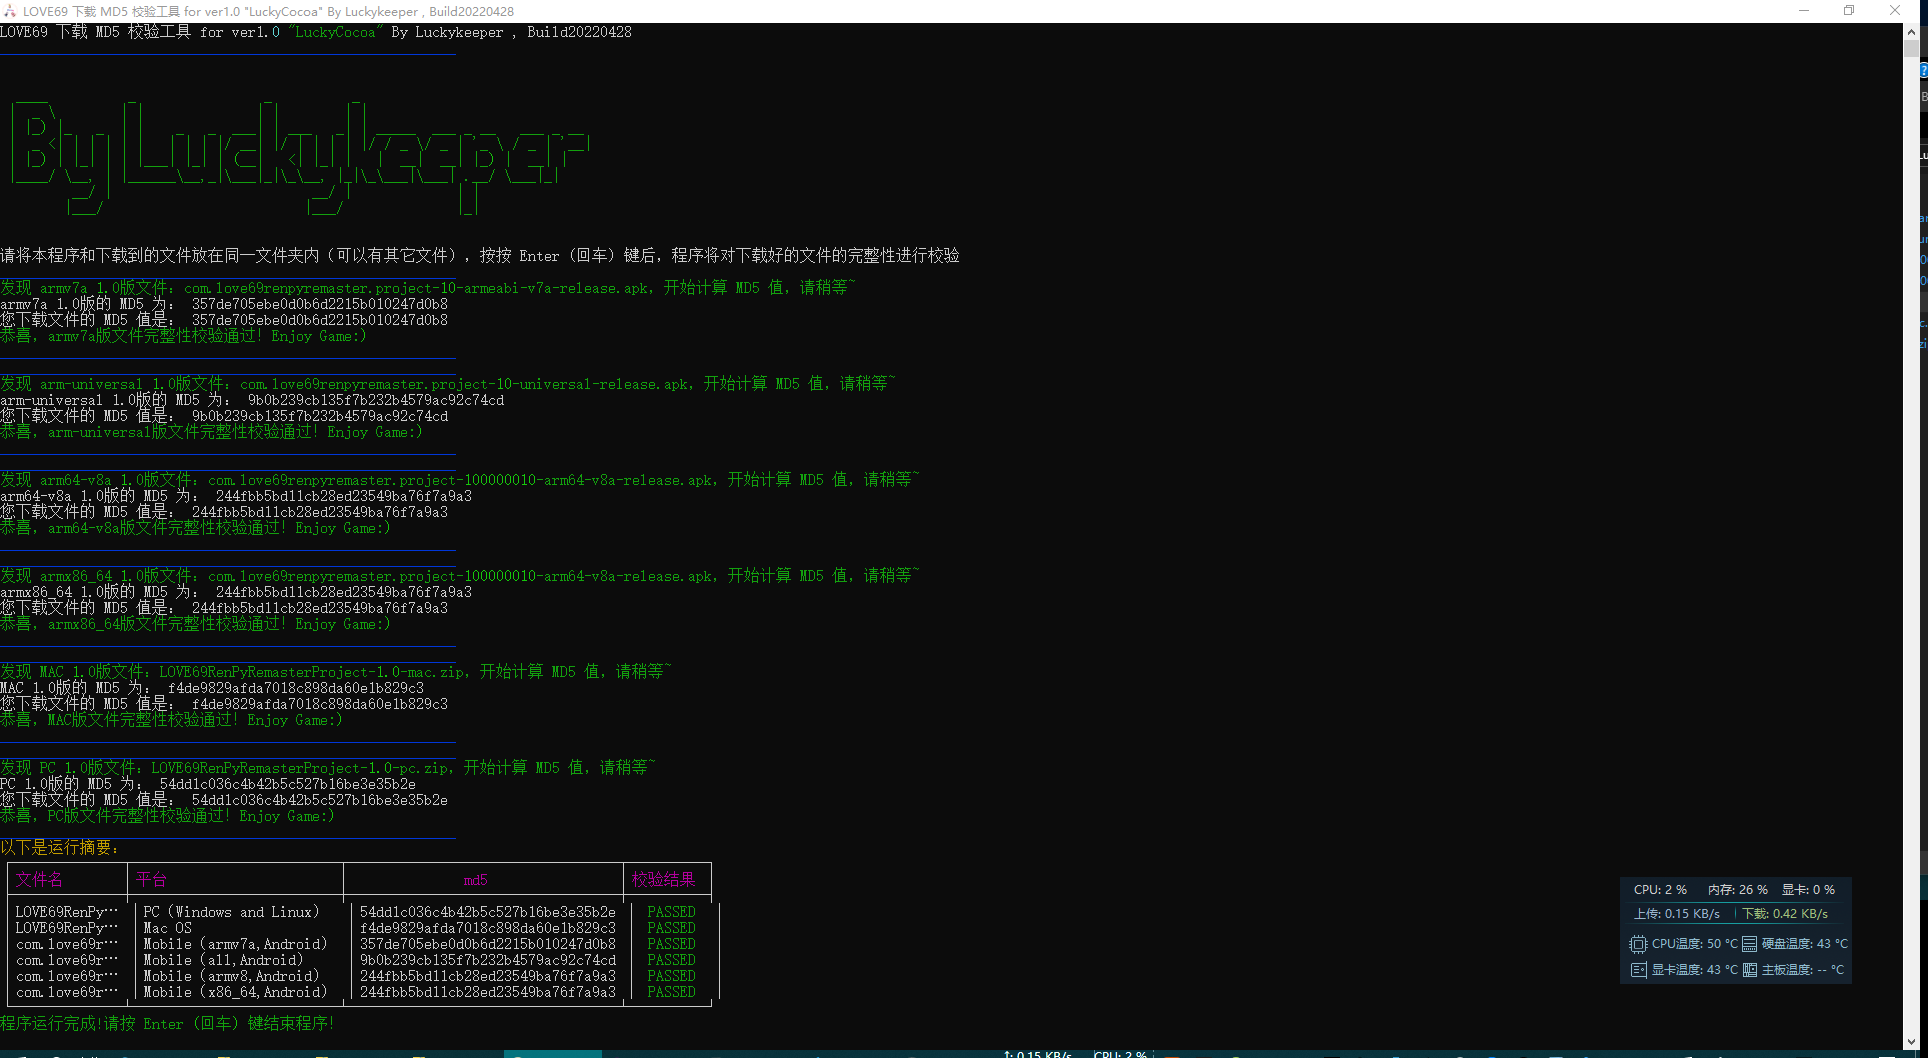 LOVE69 下载 MD5 校验工具 for ver1.0 "LuckyCocoa" By Luckykeeper , Build20220428
LOVE69 下载 MD5 校验工具 for ver1.0 "LuckyCocoa" By Luckykeeper , Build20220428
By Luckykeeper
请将本程序和下载到的文件放在同一文件夹内（可以有其它文件），按按 Enter（回车）键后，程序将对下载好的文件的完整性进行校验
发现 armv7a 1.0版文件：com.love69renpyremaster.project-10-armeabi-v7a-release.apk，开始计算 MD5 值，请稍等~
armv7a 1.0版的 MD5 为： 357de705ebe0d0b6d2215b010247d0b8
您下载文件的 MD5 值是： 357de705ebe0d0b6d2215b010247d0b8
恭喜，armv7a版文件完整性校验通过！Enjoy Game:)
发现 arm-universal 1.0版文件：com.love69renpyremaster.project-10-universal-release.apk，开始计算 MD5 值，请稍等~
arm-universal 1.0版的 MD5 为： 9b0b239cb135f7b232b4579ac92c74cd
您下载文件的 MD5 值是： 9b0b239cb135f7b232b4579ac92c74cd
恭喜，arm-universal版文件完整性校验通过！Enjoy Game:)
发现 arm64-v8a 1.0版文件：com.love69renpyremaster.project-100000010-arm64-v8a-release.apk，开始计算 MD5 值，请稍等~
arm64-v8a 1.0版的 MD5 为： 244fbb5bd11cb28ed23549ba76f7a9a3
您下载文件的 MD5 值是： 244fbb5bd11cb28ed23549ba76f7a9a3
恭喜，arm64-v8a版文件完整性校验通过！Enjoy Game:)
发现 armx86_64 1.0版文件：com.love69renpyremaster.project-100000010-arm64-v8a-release.apk，开始计算 MD5 值，请稍等~
armx86_64 1.0版的 MD5 为： 244fbb5bd11cb28ed23549ba76f7a9a3
您下载文件的 MD5 值是： 244fbb5bd11cb28ed23549ba76f7a9a3
恭喜，armx86_64版文件完整性校验通过！Enjoy Game:)
发现 MAC 1.0版文件：LOVE69RenPyRemasterProject-1.0-mac.zip，开始计算 MD5 值，请稍等~
MAC 1.0版的 MD5 为： f4de9829afda7018c898da60e1b829c3
您下载文件的 MD5 值是： f4de9829afda7018c898da60e1b829c3
恭喜，MAC版文件完整性校验通过！Enjoy Game:)
发现 PC 1.0版文件：LOVE69RenPyRemasterProject-1.0-pc.zip，开始计算 MD5 值，请稍等~
PC 1.0版的 MD5 为： 54dd1c036c4b42b5c527b16be3e35b2e
您下载文件的 MD5 值是： 54dd1c036c4b42b5c527b16be3e35b2e
恭喜，PC版文件完整性校验通过！Enjoy Game:)
以下是运行摘要：
文件名 平台 md5 校验结果
LOVE69RenPy… PC（Windows and Linux） 54dd1c036c4b42b5c527b16be3e35b2e PASSED
LOVE69RenPy… Mac OS f4de9829afda7018c898da60e1b829c3 PASSED
com.love69r… Mobile（armv7a,Android） 357de705ebe0d0b6d2215b010247d0b8 PASSED
com.love69r… Mobile（all,Android） 9b0b239cb135f7b232b4579ac92c74cd PASSED
com.love69r… Mobile（armv8,Android） 244fbb5bd11cb28ed23549ba76f7a9a3 PASSED
com.love69r… Mobile（x86_64,Android） 244fbb5bd11cb28ed23549ba76f7a9a3 PASSED
程序运行完成!请按 Enter（回车）键结束程序!
CPU: 2 % 内存: 26 % 显卡: 0 %
上传: 0.15 KB/s 下载: 0.42 KB/s
CPU温度: 50 °C 硬盘温度: 43 °C
显卡温度: 43 °C 主板温度: -- °C
↑: 0.15 KB/s CPU: 2 %